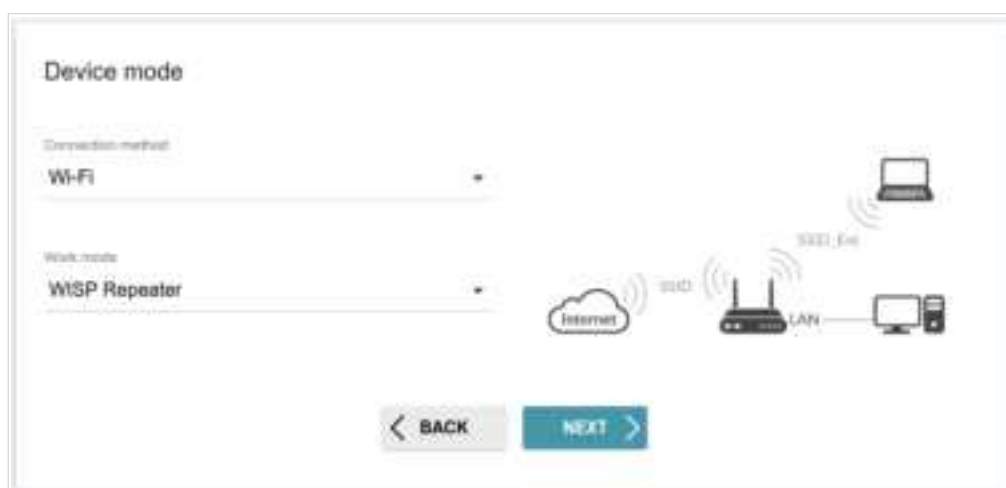 Device mode
Connection method
Wi-Fi
Work mode
WISP Repeater
SSID_Ext
SSID
Internet
LAN
BACK
NEXT